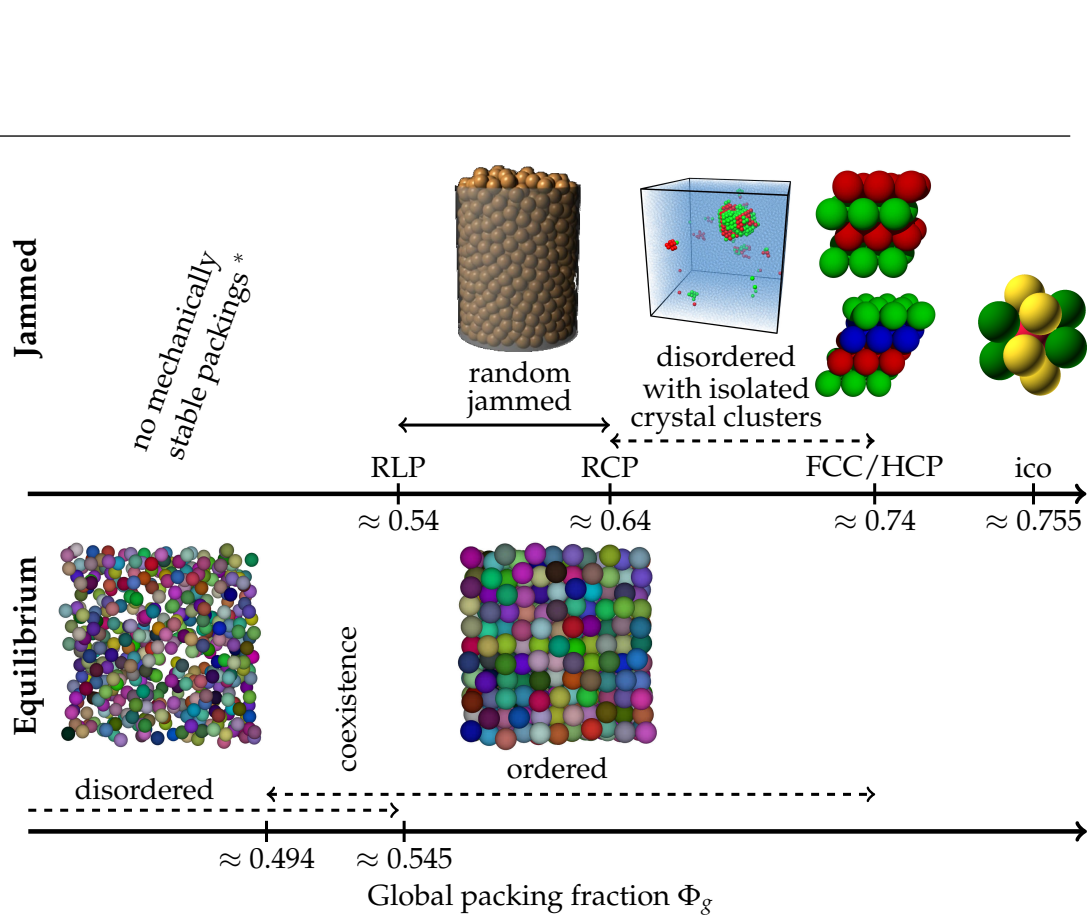 Jammed
no mechanically
stable packings *
random
jammed
disordered
with isolated
crystal clusters
RLP
RCP
FCC/HCP
ico
≈ 0.54
≈ 0.64
≈ 0.74
≈ 0.755
Equilibrium
coexistence
disordered
ordered
≈ 0.494
≈ 0.545
Global packing fraction Φg